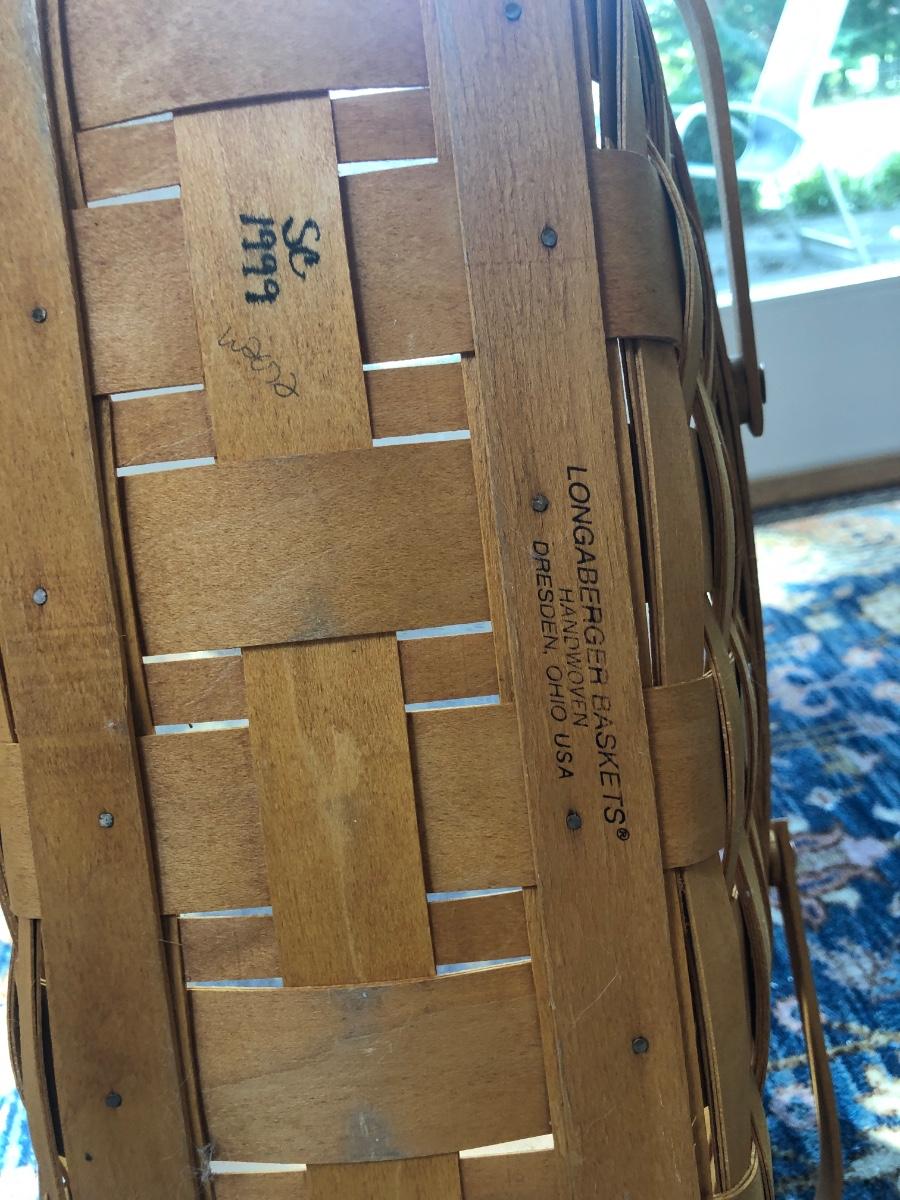 SC
1999
LONGABERGER BASKETS®
HANDWOVEN
DRESDEN, OHIO USA